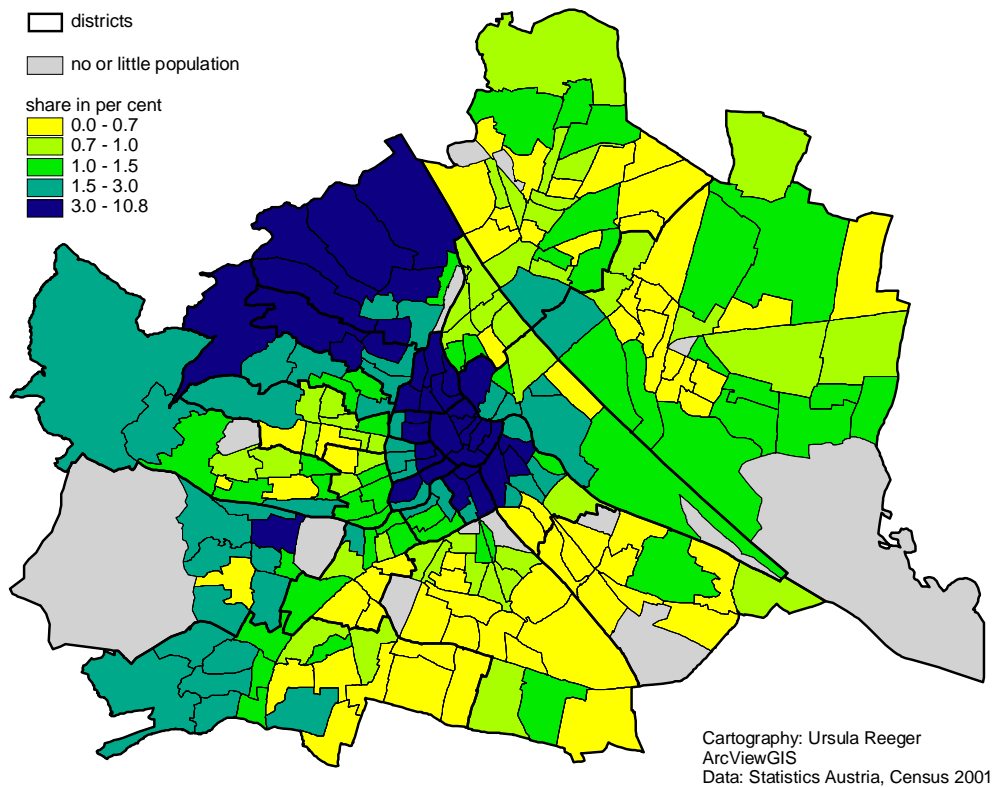 districts
no or little population
share in per cent
0.0 - 0.7
0.7 - 1.0
1.0 - 1.5
1.5 - 3.0
3.0 - 10.8
Cartography: Ursula Reeger
ArcViewGIS
Data: Statistics Austria, Census 2001